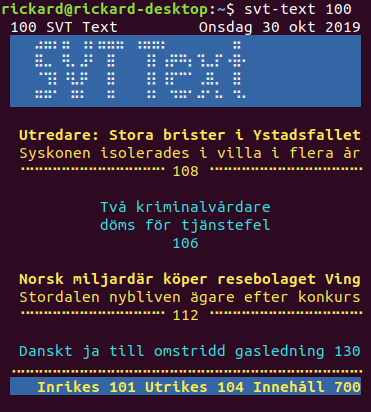 rickard@rickard-desktop:~$ svt-text 100
100 SVT Text Onsdag 30 okt 2019
SVT Text
Utredare: Stora brister i Ystadsfallet
Syskonen isolerades i villa i flera år
108
Två kriminalvårdare
döms för tjänstefel
106
Norsk miljardär köper resebolaget Ving
Stordalen nybliven ägare efter konkurs
112
Danskt ja till omstridd gasledning 130
Inrikes 101 Utrikes 104 Innehåll 700